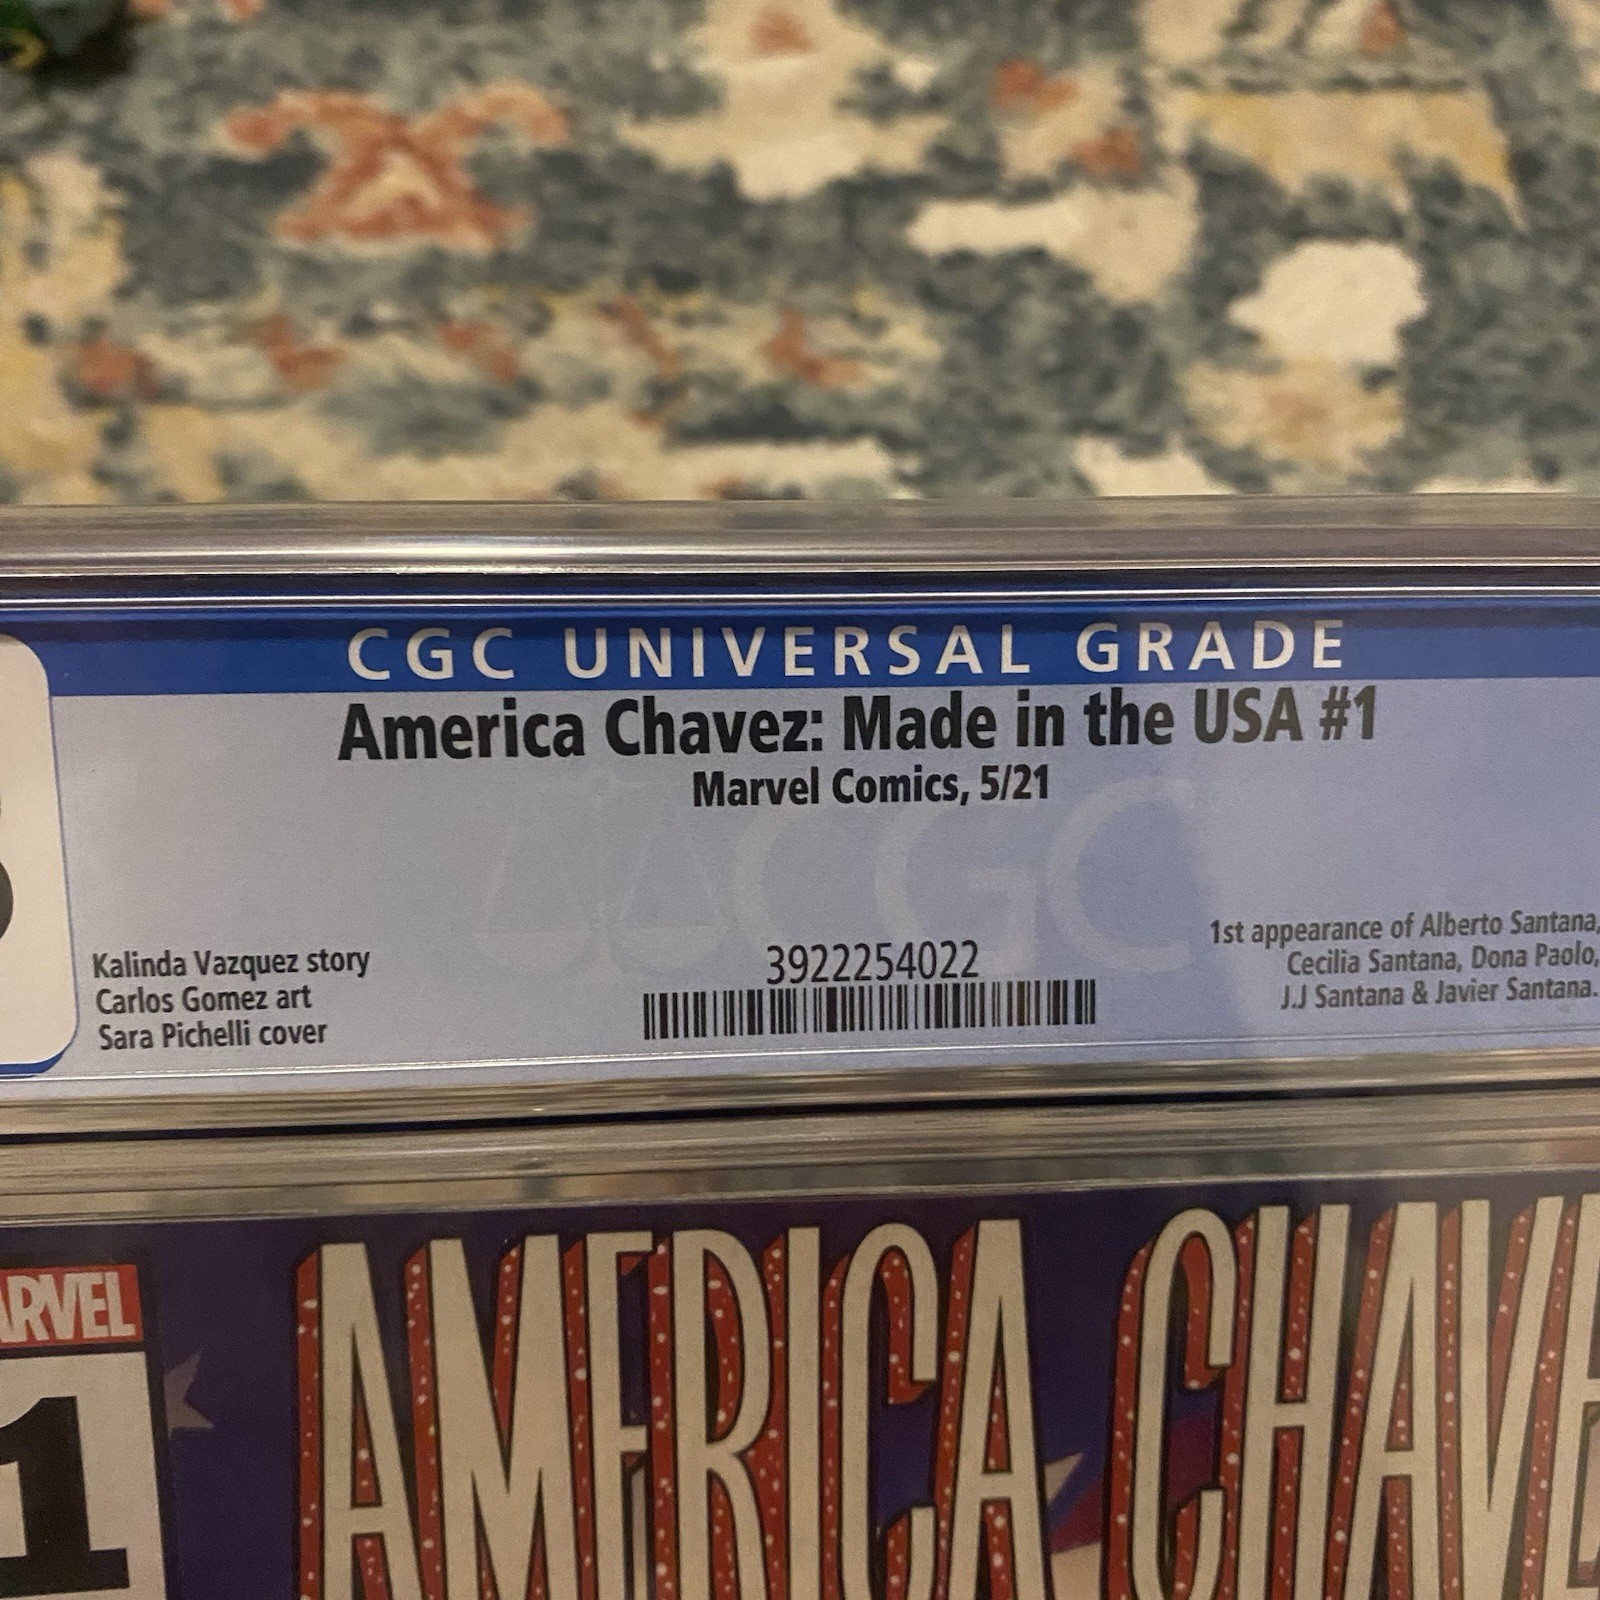 CGC UNIVERSAL GRADE
America Chavez: Made in the USA #1
Marvel Comics, 5/21
CGC
Kalinda Vazquez story
Carlos Gomez art
Sara Pichelli cover
3922254022
1st appearance of Alberto Santana,
Cecilia Santana, Dona Paolo,
J.J Santana & Javier Santana.
ARVEL
1
AMERICA CHAVE